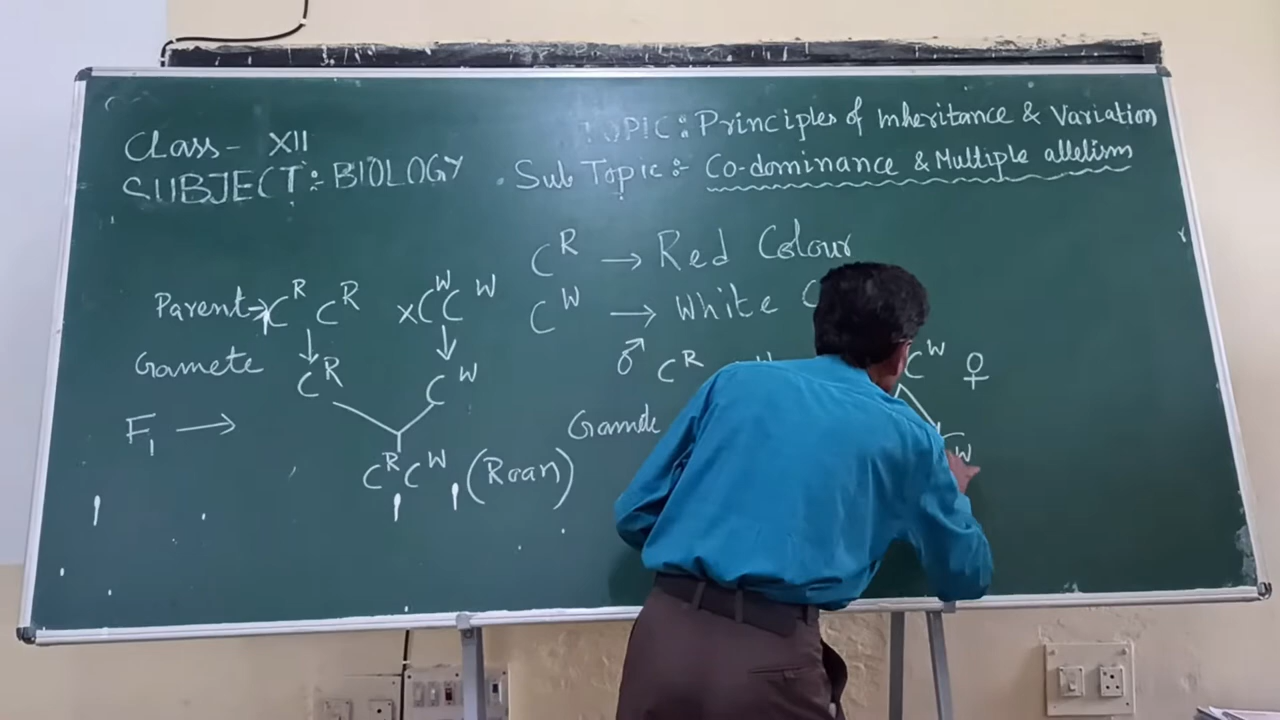 Class- XII
TOPIC:- Principles of Inheritance & Variation
SUBJECT:- BIOLOGY
Sub Topic:- Co-dominance & Multiple allelism
C^R → Red Colour
Parent→ C^R C^R x C^W C^W
C^W → White C
Gamete C^R C^W
♂ C^R C^W ♀
Gamete C^W
F₁ →
C^R C^W (Roan)